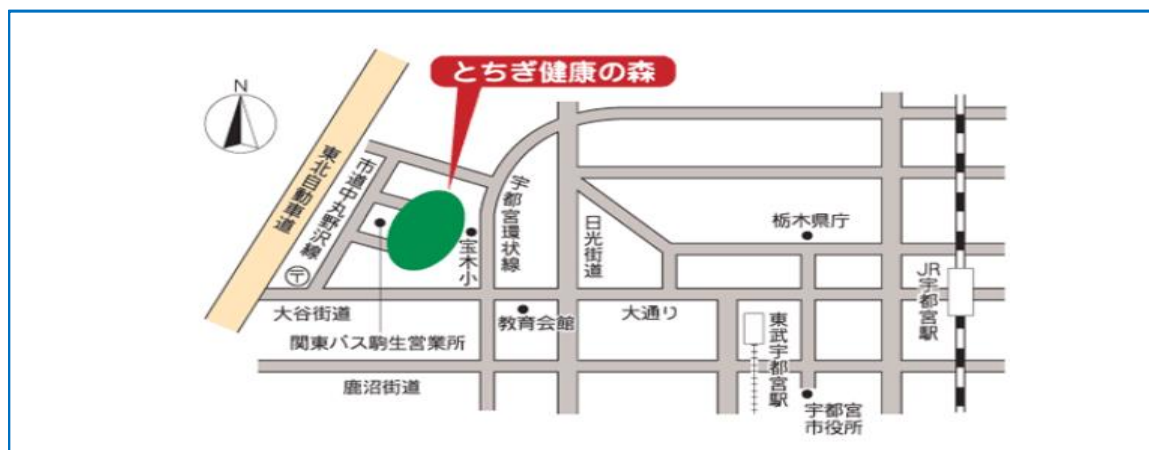 とちぎ健康の森
N
東北自動車道
市道中丸野沢線
宇都宮環状線
日光街道
栃木県庁
宝木小
〒
JR宇都宮駅
大谷街道
教育会館
大通り
東武宇都宮駅
関東バス駒生営業所
鹿沼街道
宇都宮
市役所